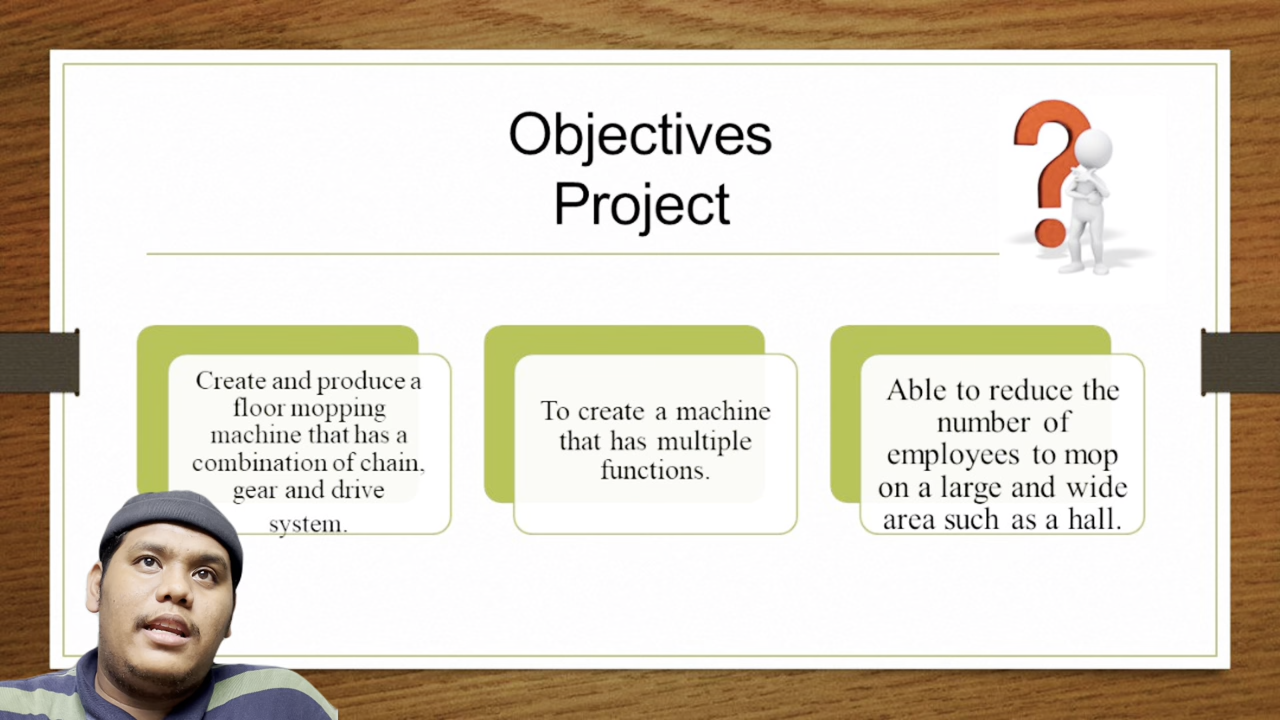 Objectives
Project
Create and produce a
floor mopping
machine that has a
combination of chain,
gear and drive
system.
To create a machine
that has multiple
functions.
Able to reduce the
number of
employees to mop
on a large and wide
area such as a hall.